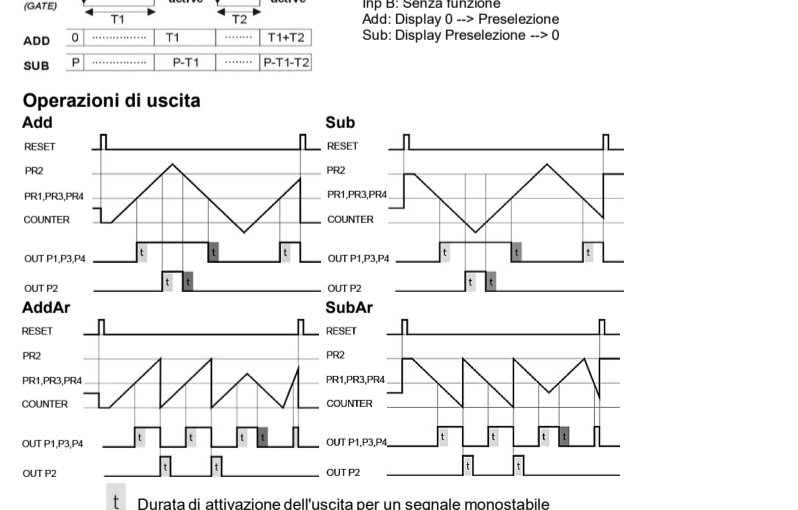 active active
(GATE)
T1 T2
Inp B: Senza funzione
Add: Display 0 --> Preselezione
Sub: Display Preselezione --> 0
ADD 0 ............... T1 ........ T1+T2
SUB P ............... P-T1 ........ P-T1-T2
Operazioni di uscita
Add
RESET
PR2
PR1,PR3,PR4
COUNTER
OUT P1,P3,P4 t t t
OUT P2 t t
Sub
RESET
PR2
PR1,PR3,PR4
COUNTER
OUT P1,P3,P4 t t t
OUT P2 t t
AddAr
RESET
PR2
PR1,PR3,PR4
COUNTER
OUT P1,P3,P4 t t t t
OUT P2 t t
SubAr
RESET
PR2
PR1,PR3,PR4
COUNTER
OUT P1,P3,P4 t t t t
OUT P2 t t
t Durata di attivazione dell'uscita per un segnale monostabile